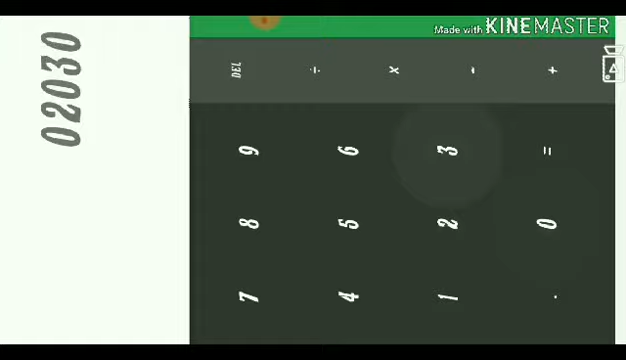 Made with KINEMASTER
02030
7 8 9 DEL
÷
4 5 6 x
1 2 3 -
. 0 = +